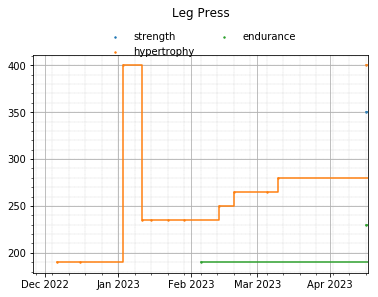 Leg Press
strength
endurance
hypertrophy
400
350
300
250
200
Dec 2022
Jan 2023
Feb 2023
Mar 2023
Apr 2023